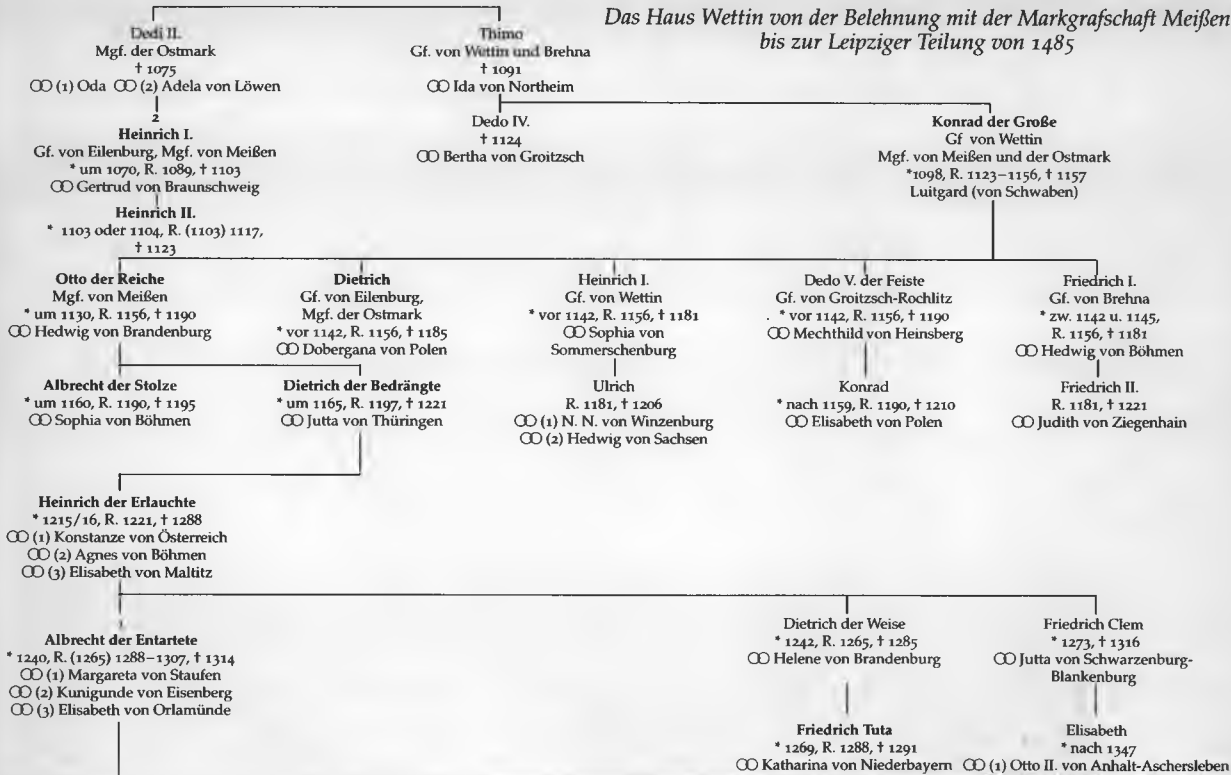 Das Haus Wettin von der Belehnung mit der Markgrafschaft Meißen
bis zur Leipziger Teilung von 1485
Dedi II.
Mgf. der Ostmark
† 1075
⚭ (1) Oda ⚭ (2) Adela von Löwen
Thimo
Gf. von Wettin und Brehna
† 1091
⚭ Ida von Northeim
2
Heinrich I.
Gf. von Eilenburg, Mgf. von Meißen
* um 1070, R. 1089, † 1103
⚭ Gertrud von Braunschweig
Dedo IV.
† 1124
⚭ Bertha von Groitzsch
Konrad der Große
Gf von Wettin
Mgf. von Meißen und der Ostmark
*1098, R. 1123–1156, † 1157
Luitgard (von Schwaben)
Heinrich II.
* 1103 oder 1104, R. (1103) 1117,
† 1123
Otto der Reiche
Mgf. von Meißen
* um 1130, R. 1156, † 1190
⚭ Hedwig von Brandenburg
Dietrich
Gf. von Eilenburg,
Mgf. der Ostmark
* vor 1142, R. 1156, † 1185
⚭ Dobergana von Polen
Heinrich I.
Gf. von Wettin
* vor 1142, R. 1156, † 1181
⚭ Sophia von
Sommerschenburg
Dedo V. der Feiste
Gf. von Groitzsch-Rochlitz
* vor 1142, R. 1156, † 1190
⚭ Mechthild von Heinsberg
Friedrich I.
Gf. von Brehna
* zw. 1142 u. 1145,
R. 1156, † 1181
⚭ Hedwig von Böhmen
Albrecht der Stolze
* um 1160, R. 1190, † 1195
⚭ Sophia von Böhmen
Dietrich der Bedrängte
* um 1165, R. 1197, † 1221
⚭ Jutta von Thüringen
Ulrich
R. 1181, † 1206
⚭ (1) N. N. von Winzenburg
⚭ (2) Hedwig von Sachsen
Konrad
* nach 1159, R. 1190, † 1210
⚭ Elisabeth von Polen
Friedrich II.
R. 1181, † 1221
⚭ Judith von Ziegenhain
Heinrich der Erlauchte
* 1215/16, R. 1221, † 1288
⚭ (1) Konstanze von Österreich
⚭ (2) Agnes von Böhmen
⚭ (3) Elisabeth von Maltitz
Albrecht der Entartete
* 1240, R. (1265) 1288–1307, † 1314
⚭ (1) Margareta von Staufen
⚭ (2) Kunigunde von Eisenberg
⚭ (3) Elisabeth von Orlamünde
Dietrich der Weise
* 1242, R. 1265, † 1285
⚭ Helene von Brandenburg
Friedrich Clem
* 1273, † 1316
⚭ Jutta von Schwarzenburg-
Blankenburg
Friedrich Tuta
* 1269, R. 1288, † 1291
⚭ Katharina von Niederbayern
Elisabeth
* nach 1347
⚭ (1) Otto II. von Anhalt-Aschersleben